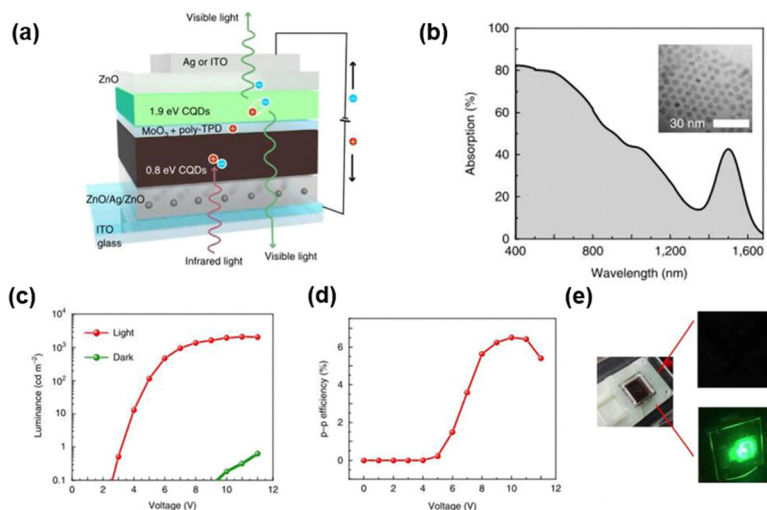 (a)
Visible light
Ag or ITO
ZnO
1.9 eV CQDs
MoO₃ + poly-TPD
0.8 eV CQDs
ZnO/Ag/ZnO
ITO
glass
Infrared light
Visible light
(b)
Absorption (%)
100
80
60
40
20
0
30 nm
400
800
1,200
1,600
Wavelength (nm)
(c)
Luminance (cd m⁻²)
10⁴
10³
10²
10¹
1
0.1
Light
Dark
0 2 4 6 8 10 12
Voltage (V)
(d)
p–p efficiency (%)
6
4
2
0
0 2 4 6 8 10 12
Voltage (V)
(e)